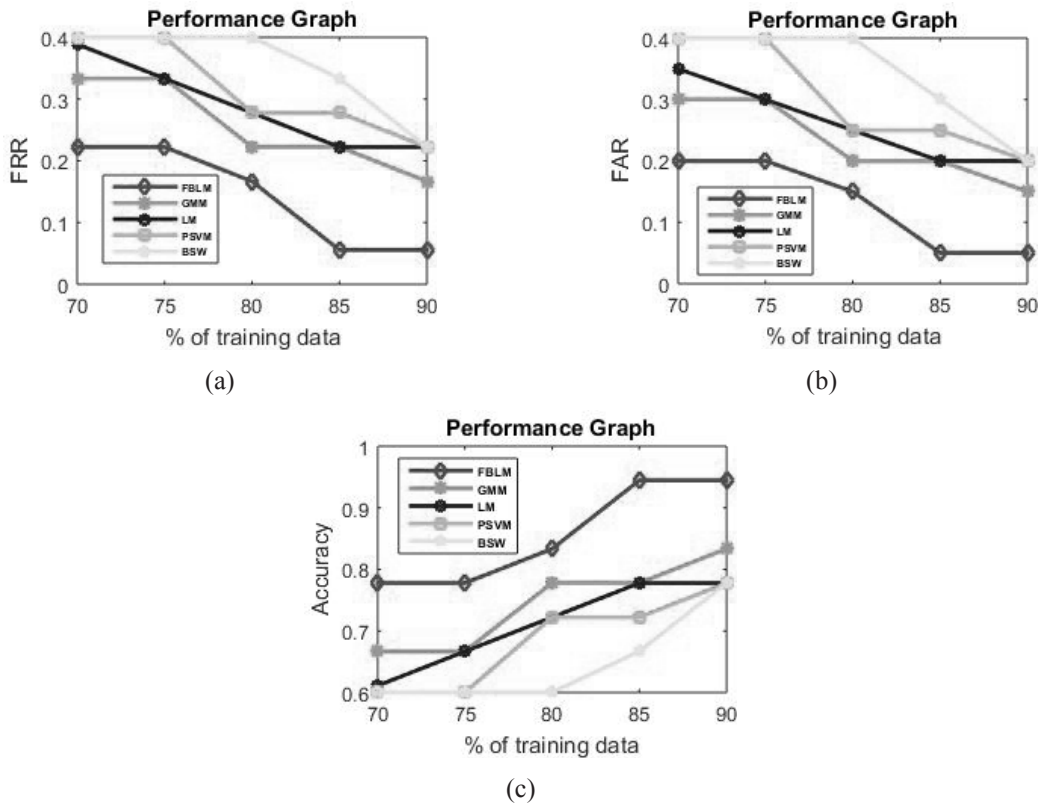 Performance Graph
0.4
0.3
0.2
0.1
0
FRR
FBLM
GMM
LM
PSVM
BSW
70 75 80 85 90
% of training data
(a)
Performance Graph
0.4
0.3
0.2
0.1
0
FAR
FBLM
GMM
LM
PSVM
BSW
70 75 80 85 90
% of training data
(b)
Performance Graph
1
0.9
0.8
0.7
0.6
Accuracy
FBLM
GMM
LM
PSVM
BSW
70 75 80 85 90
% of training data
(c)